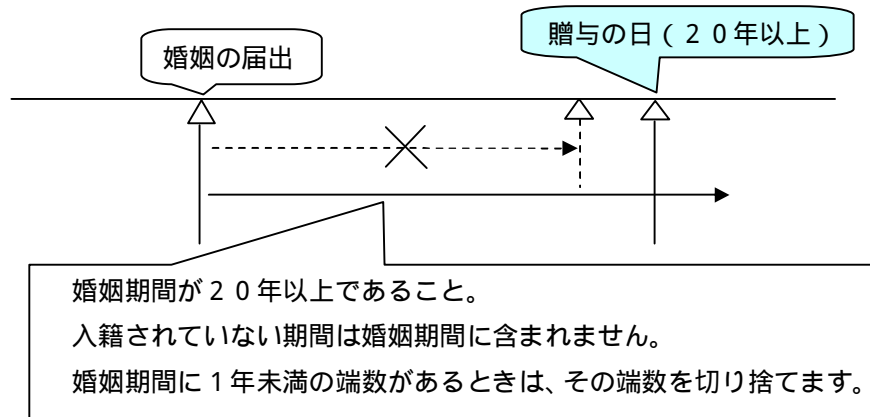 婚姻の届出
贈与の日（２０年以上）
婚姻期間が２０年以上であること。
入籍されていない期間は婚姻期間に含まれません。
婚姻期間に１年未満の端数があるときは、その端数を切り捨てます。